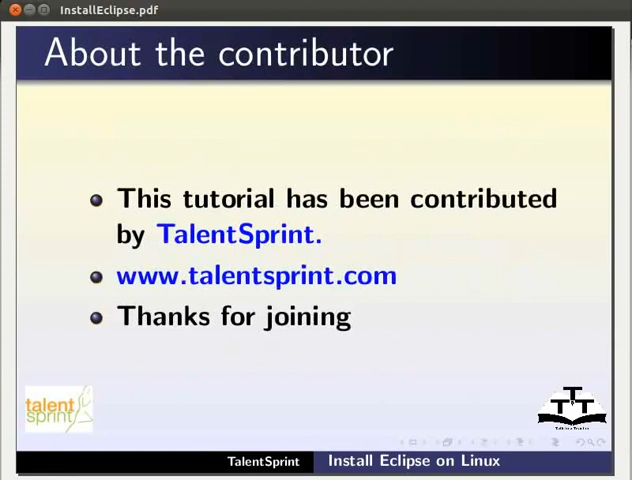 InstallEclipse.pdf
About the contributor
This tutorial has been contributed
by TalentSprint.
www.talentsprint.com
Thanks for joining
talent
sprint
TTT
TalentSprint Install Eclipse on Linux